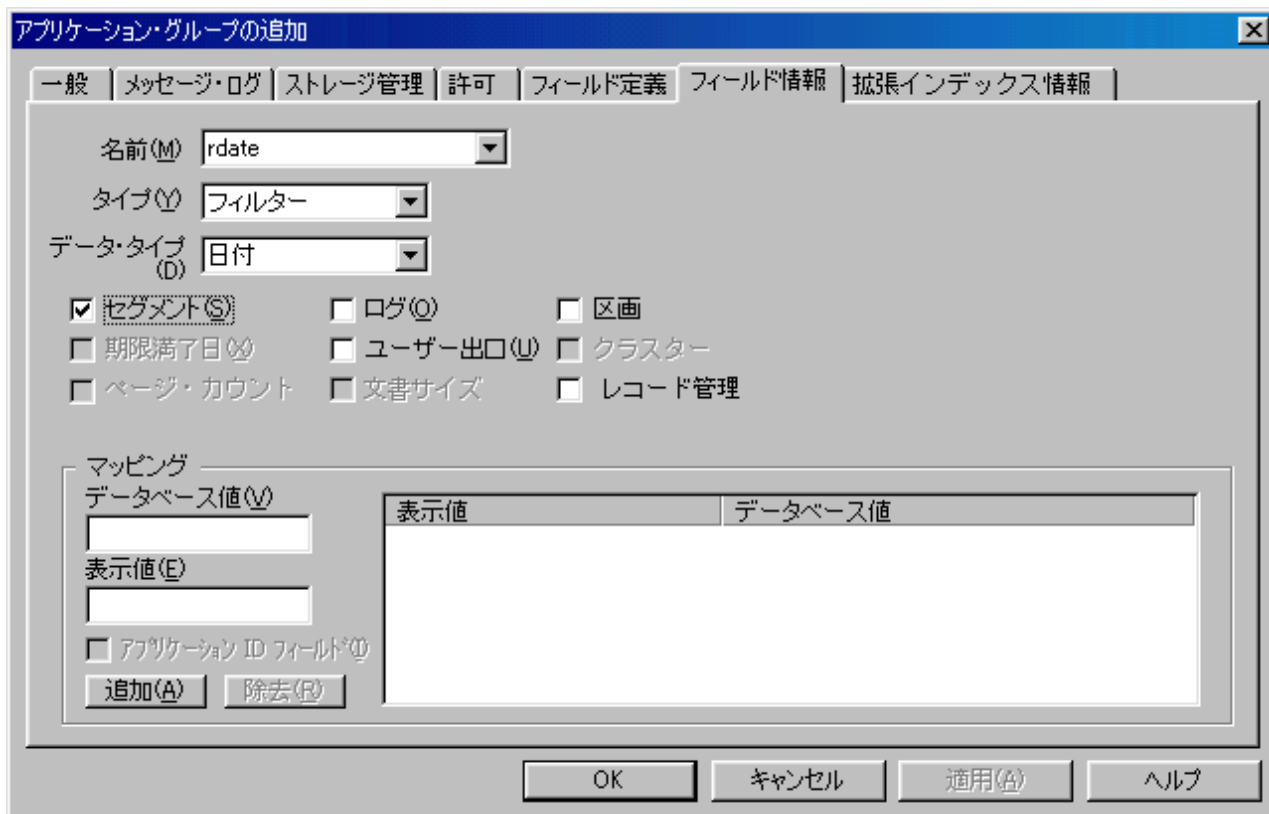 アプリケーション・グループの追加
一般 メッセージ・ログ ストレージ管理 許可 フィールド定義 フィールド情報 拡張インデックス情報
名前(M) rdate
タイプ(Y) フィルター
データ・タイプ
(D) 日付
セグメント(S) ログ(O) 区画
期限満了日(X) ユーザー出口(U) クラスター
ページ・カウント 文書サイズ レコード管理
マッピング
データベース値(V)
表示値 データベース値
表示値(E)
アプリケーション ID フィールド(I)
追加(A) 除去(R)
OK キャンセル 適用(A) ヘルプ